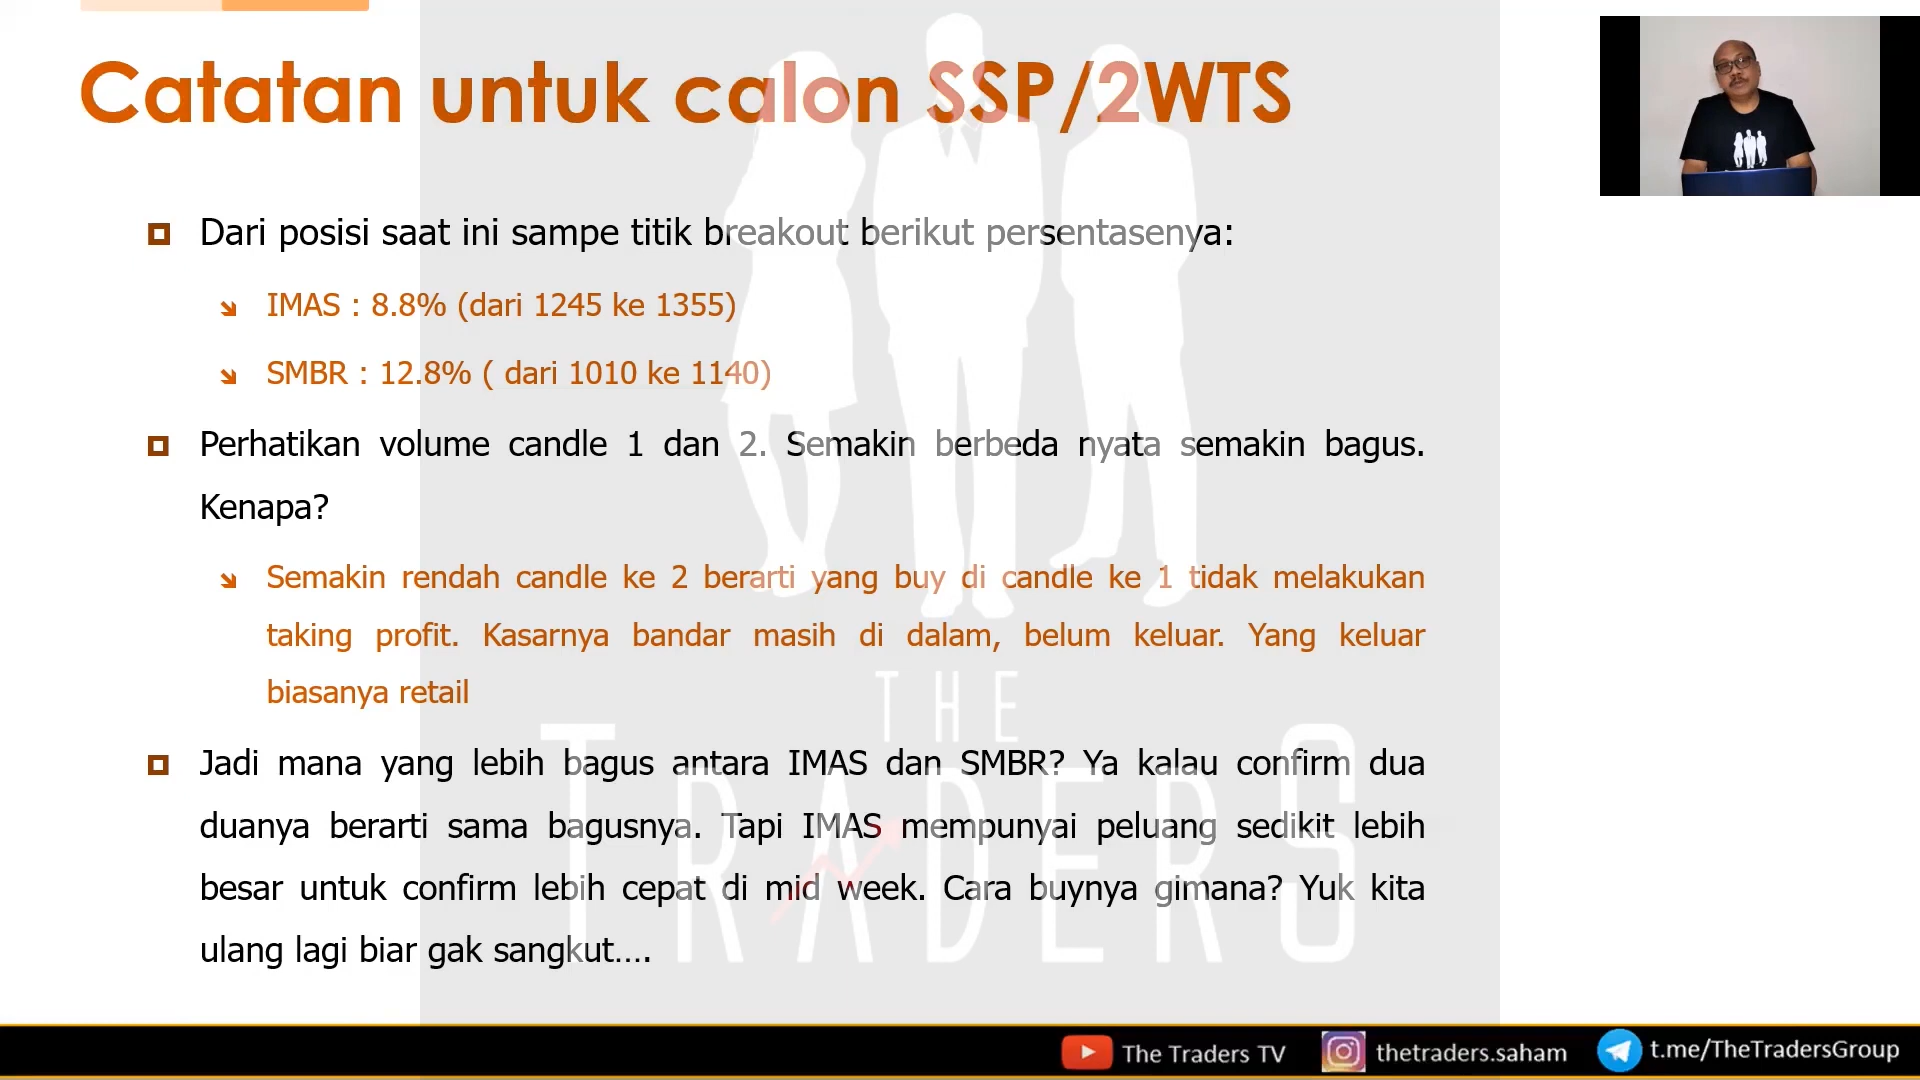 Catatan untuk calon SSP/2WTS
Dari posisi saat ini sampe titik breakout berikut persentasenya:
IMAS : 8.8% (dari 1245 ke 1355)
SMBR : 12.8% ( dari 1010 ke 1140)
Perhatikan volume candle 1 dan 2. Semakin berbeda nyata semakin bagus.
Kenapa?
Semakin rendah candle ke 2 berarti yang buy di candle ke 1 tidak melakukan
taking profit. Kasarnya bandar masih di dalam, belum keluar. Yang keluar
biasanya retail
Jadi mana yang lebih bagus antara IMAS dan SMBR? Ya kalau confirm dua
duanya berarti sama bagusnya. Tapi IMAS mempunyai peluang sedikit lebih
besar untuk confirm lebih cepat di mid week. Cara buynya gimana? Yuk kita
ulang lagi biar gak sangkut....
THE
TRADERS
The Traders TV
thetraders.saham
t.me/TheTradersGroup